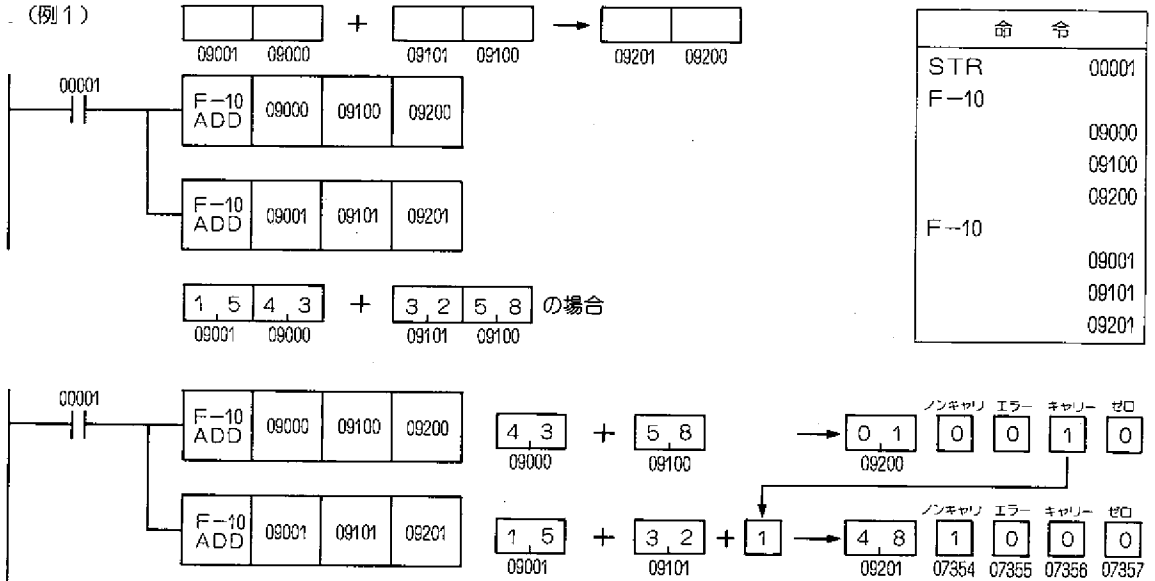 (例1)
+ →
09001 09000 09101 09100 09201 09200
00001
F-10 ADD 09000 09100 09200
F-10 ADD 09001 09101 09201
1 5 4 3 + 3 2 5 8 の場合
09001 09000 09101 09100
命 令
STR 00001
F-10
09000
09100
09200
F-10
09001
09101
09201
00001
F-10 ADD 09000 09100 09200
ノンキャリ エラー キャリー ゼロ
4 3 + 5 8 → 0 1 0 0 1 0
09000 09100 09200
F-10 ADD 09001 09101 09201
ノンキャリ エラー キャリー ゼロ
1 5 + 3 2 + 1 → 4 8 1 0 0 0
09001 09101 09201 07354 07355 07356 07357